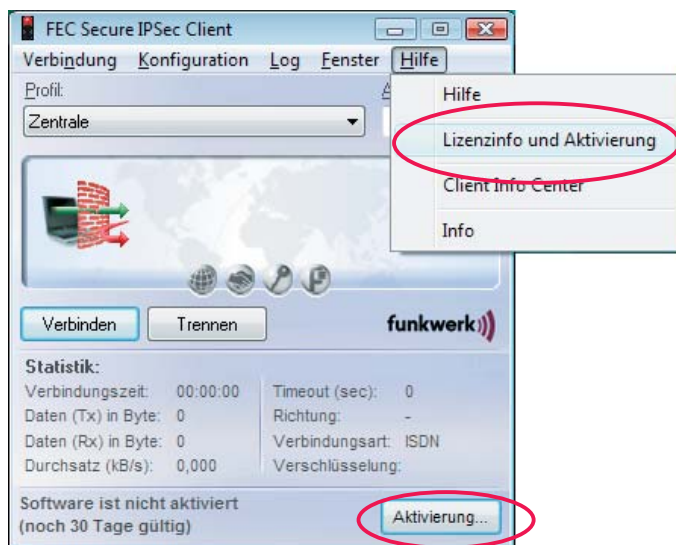 FEC Secure IPSec Client
Verbindung Konfiguration Log Fenster Hilfe
Profil:
Zentrale
Hilfe
Lizenzinfo und Aktivierung
Client Info Center
Info
Verbinden Trennen funkwerk
Statistik:
Verbindungszeit: 00:00:00 Timeout (sec): 0
Daten (Tx) in Byte: 0 Richtung: -
Daten (Rx) in Byte: 0 Verbindungsart: ISDN
Durchsatz (kB/s): 0,000 Verschlüsselung:
Software ist nicht aktiviert
(noch 30 Tage gültig) Aktivierung...